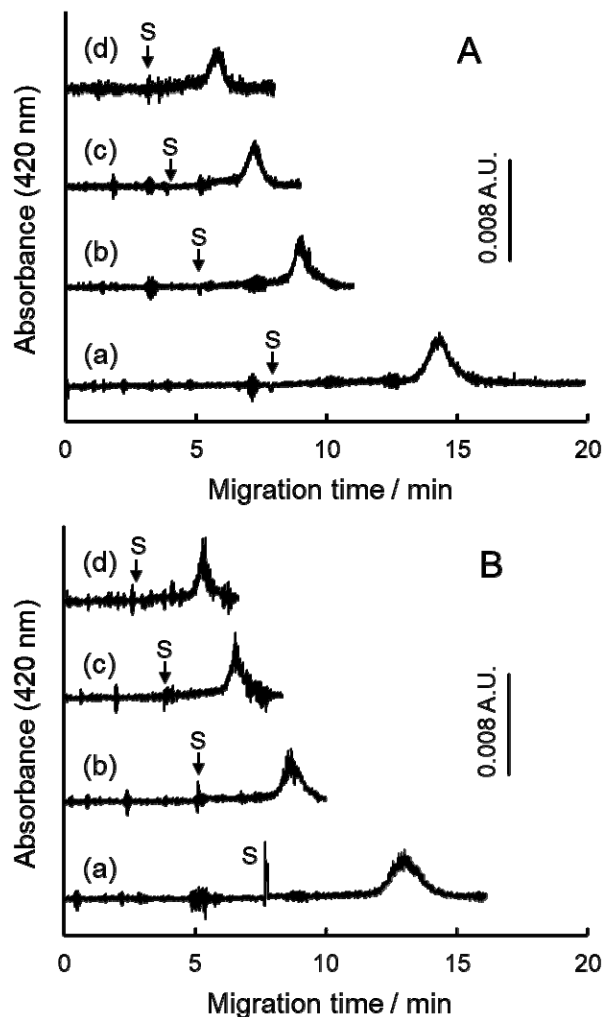 S
(d)
A
S
(c)
S
(b)
S
(a)
0.008 A.U.
Absorbance (420 nm)
0 5 10 15 20
Migration time / min
S
(d)
B
S
(c)
S
(b)
S
(a)
0.008 A.U.
Absorbance (420 nm)
0 5 10 15 20
Migration time / min